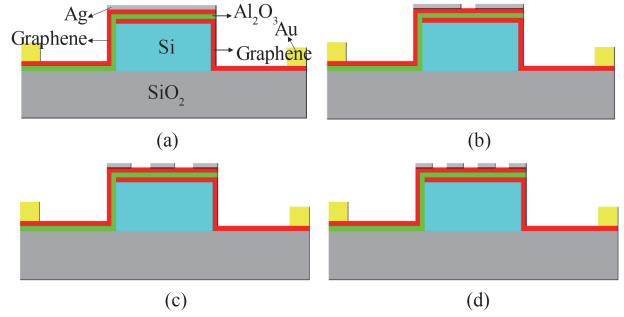 Ag
Al₂O₃
Au
Graphene
Si
Graphene
SiO₂
(a)
(b)
(c)
(d)